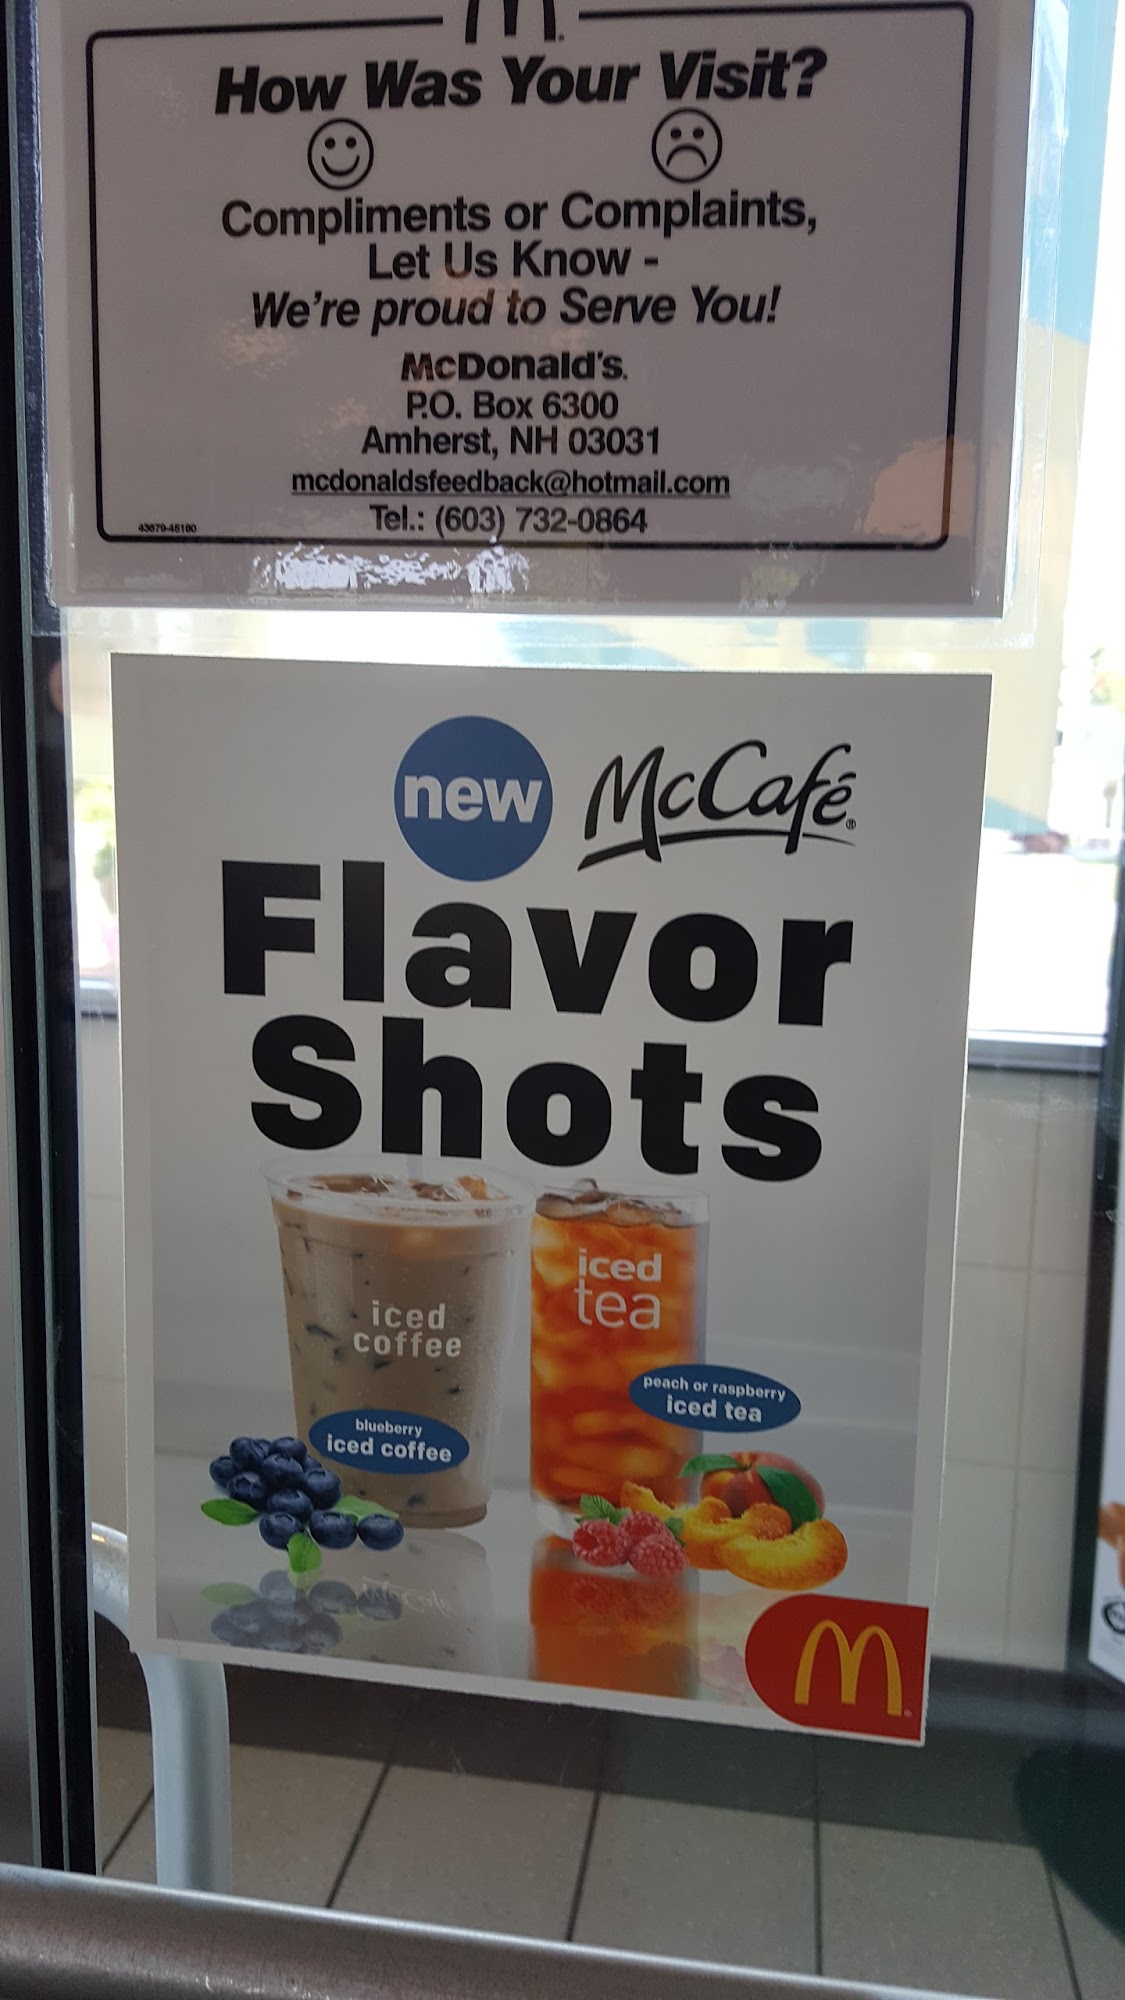 How Was Your Visit?
Compliments or Complaints,
Let Us Know -
We're proud to Serve You!
McDonald's.
P.O. Box 6300
Amherst, NH 03031
mcdonaldsfeedback@hotmail.com
Tel.: (603) 732-0864
43679-45180
new McCafé®
Flavor
Shots
iced
coffee
blueberry
iced coffee
iced
tea
peach or raspberry
iced tea